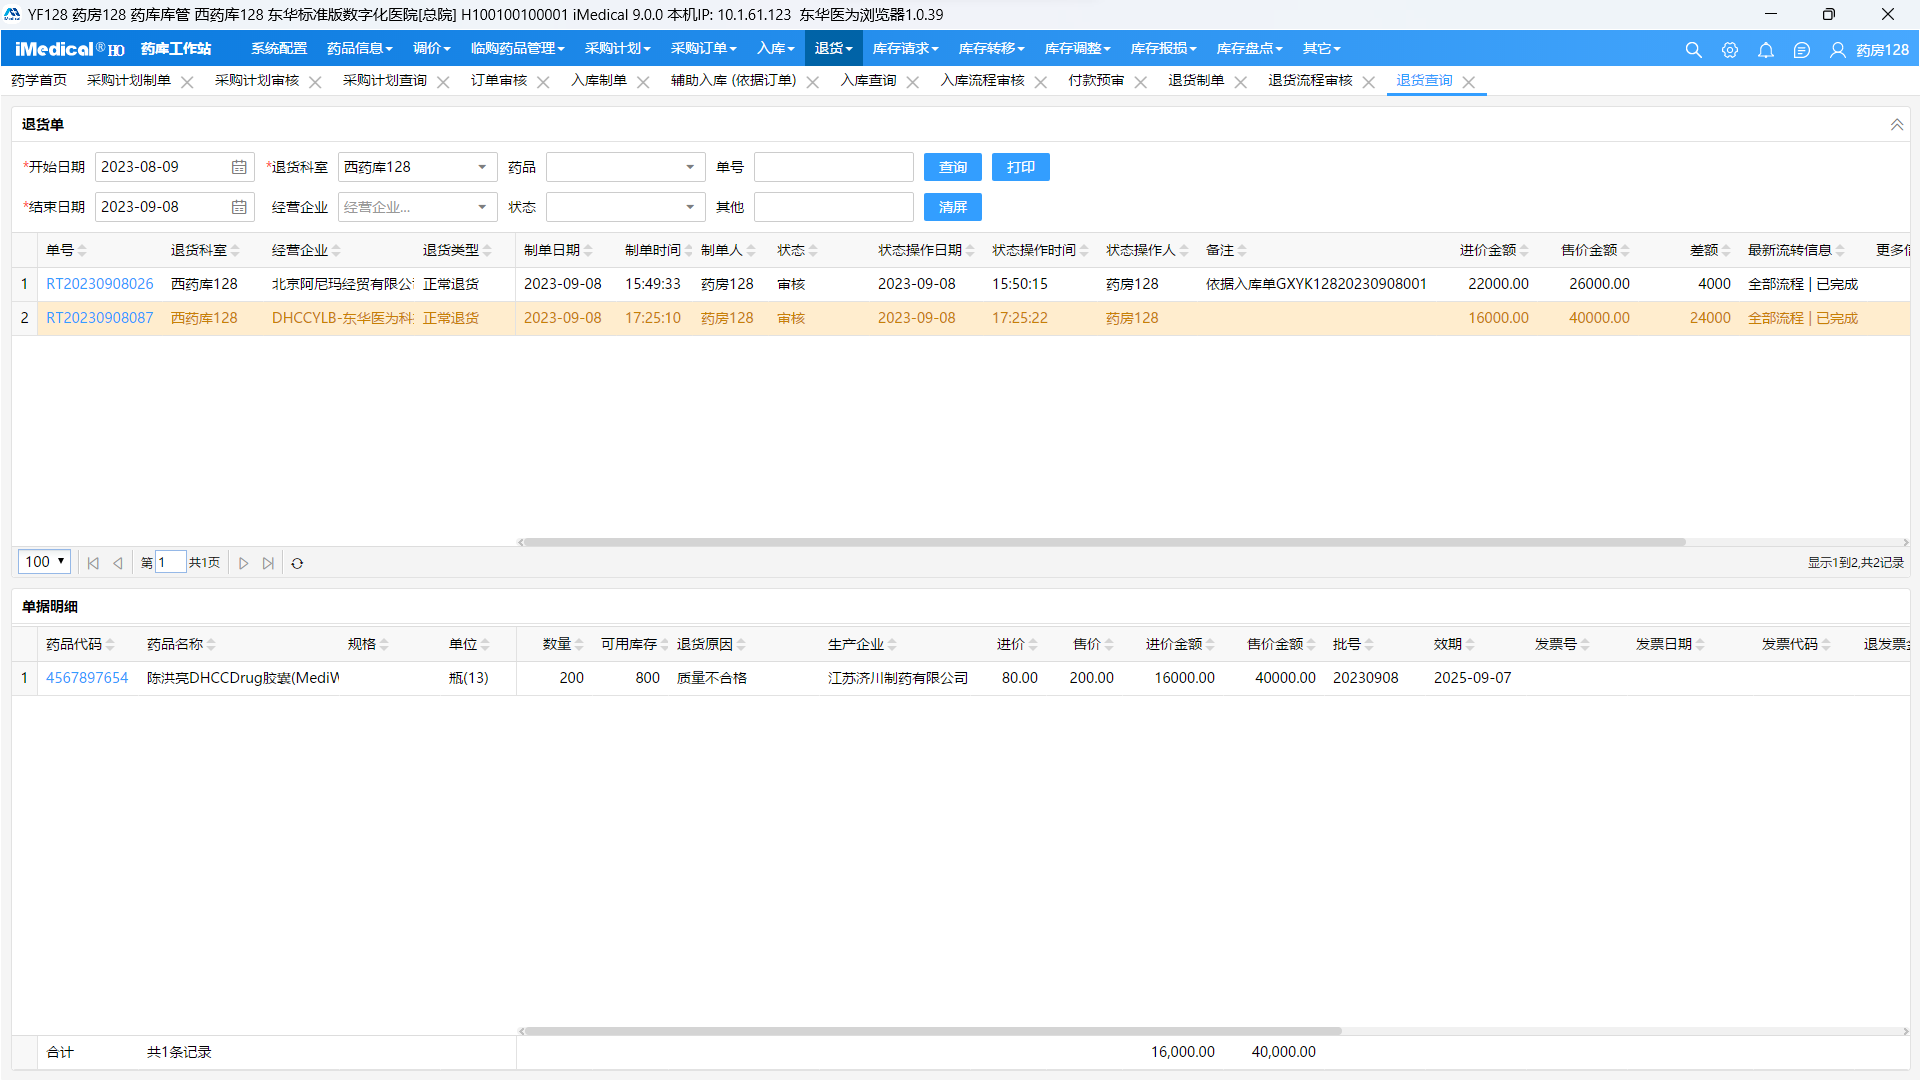 YF128 药房128 药库库管 西药库128 东华标准版数字化医院[总院] H100100100001 iMedical 9.0.0 本机IP: 10.1.61.123 东华医为浏览器1.0.39
iMedical® HO 药库工作站 系统配置 药品信息 调价 临购药品管理 采购计划 采购订单 入库 退货 库存请求 库存转移 库存调整 库存报损 库存盘点 其它 药房128
药学首页 采购计划制单 采购计划审核 采购计划查询 订单审核 入库制单 辅助入库 (依据订单) 入库查询 入库流程审核 付款预审 退货制单 退货流程审核 退货查询
退货单
*开始日期 2023-08-09 *退货科室 西药库128 药品 单号 查询 打印
*结束日期 2023-09-08 经营企业 经营企业... 状态 其他 清屏
单号 退货科室 经营企业 退货类型 制单日期 制单时间 制单人 状态 状态操作日期 状态操作时间 状态操作人 备注 进价金额 售价金额 差额 最新流转信息
1 RT20230908026 西药库128 北京阿尼玛经贸有限公 正常退货 2023-09-08 15:49:33 药房128 审核 2023-09-08 15:50:15 药房128 依据入库单GXYK12820230908001 22000.00 26000.00 4000 全部流程 | 已完成
2 RT20230908087 西药库128 DHCCYLB-东华医为科 正常退货 2023-09-08 17:25:10 药房128 审核 2023-09-08 17:25:22 药房128 16000.00 40000.00 24000 全部流程 | 已完成
100 第 1 共1页 显示1到2,共2记录
单据明细
药品代码 药品名称 规格 单位 数量 可用库存 退货原因 生产企业 进价 售价 进价金额 售价金额 批号 效期 发票号 发票日期 发票代码 退发票
1 4567897654 陈洪亮DHCCDrug胶囊(MediW 瓶(13) 200 800 质量不合格 江苏济川制药有限公司 80.00 200.00 16000.00 40000.00 20230908 2025-09-07
合计 共1条记录 16,000.00 40,000.00